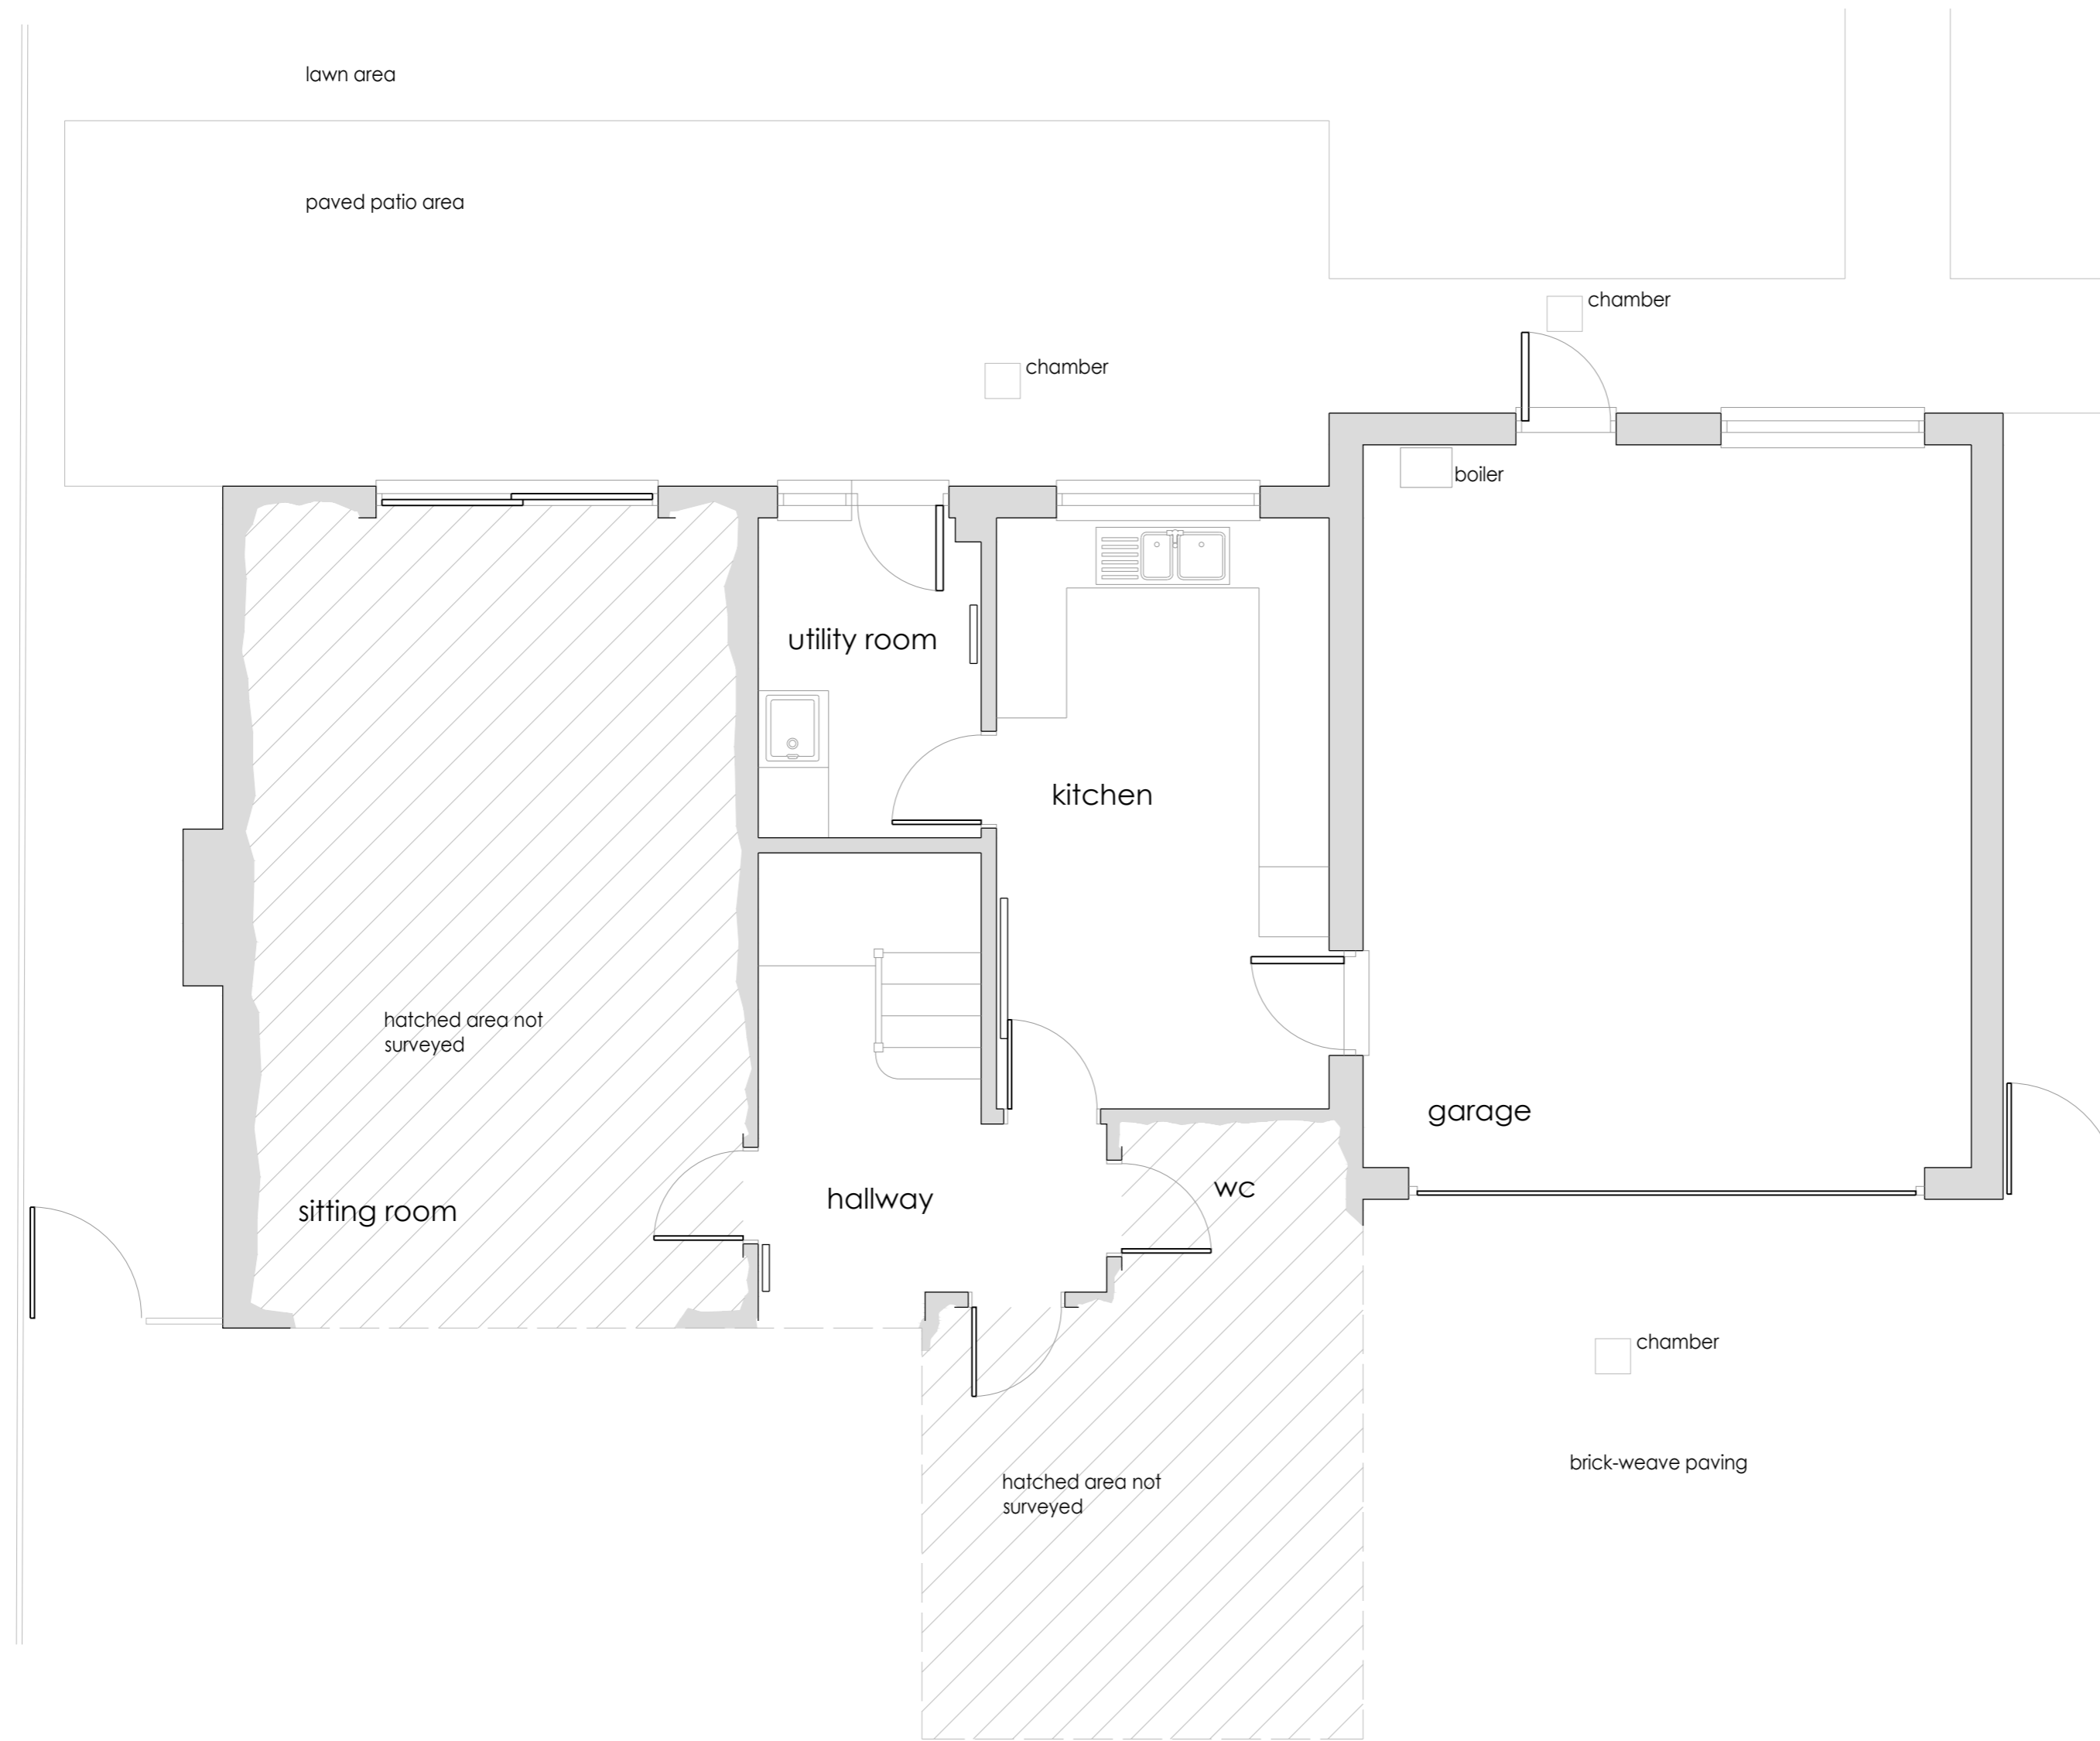 lawn area
paved patio area
chamber
chamber
boiler
utility room
kitchen
hatched area not
surveyed
garage
wc
hallway
sitting room
chamber
brick-weave paving
hatched area not
surveyed